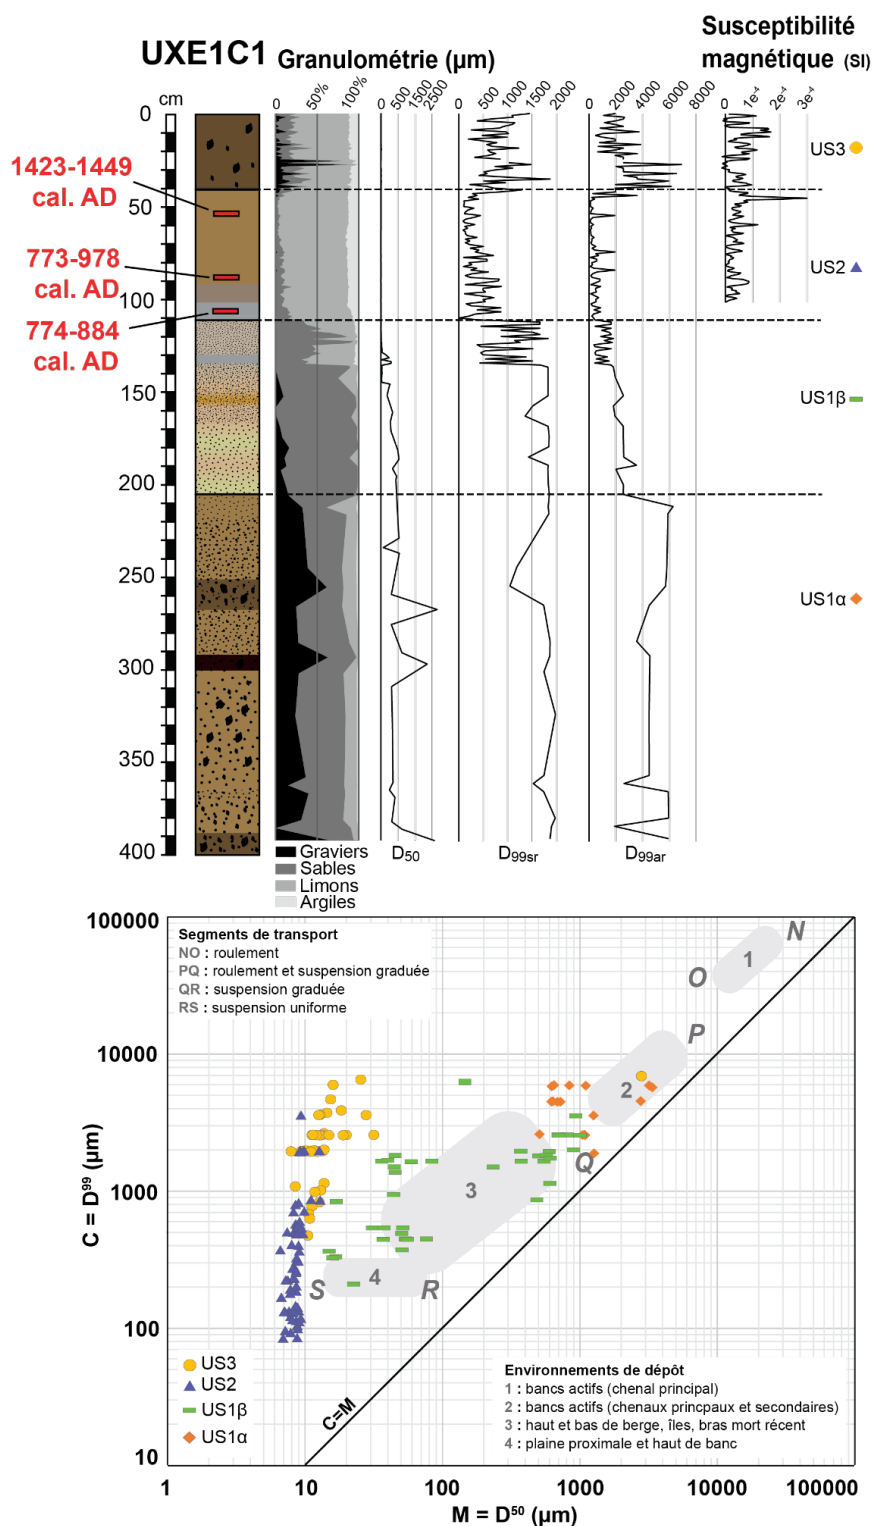 UXE1C1
Granulométrie (µm)
Susceptibilité
magnétique (SI)
cm
0
50%
100%
0
500
1500
2500
0
500
1000
1500
2000
0
2000
4000
6000
8000
0
1e-4
2e-4
3e-4
0
50
100
150
200
250
300
350
400
1423-1449
cal. AD
773-978
cal. AD
774-884
cal. AD
US3
US2
US1β
US1α
Graviers
Sables
Limons
Argiles
D50
D99sr
D99ar
100000
10000
1000
100
10
C = D99 (µm)
Segments de transport
NO : roulement
PQ : roulement et suspension graduée
QR : suspension graduée
RS : suspension uniforme
N
O
1
P
2
Q
3
S
4
R
C=M
US3
US2
US1β
US1α
Environnements de dépôt
1 : bancs actifs (chenal principal)
2 : bancs actifs (chenaux princpaux et secondaires)
3 : haut et bas de berge, îles, bras mort récent
4 : plaine proximale et haut de banc
1
10
100
1000
10000
100000
M = D50 (µm)